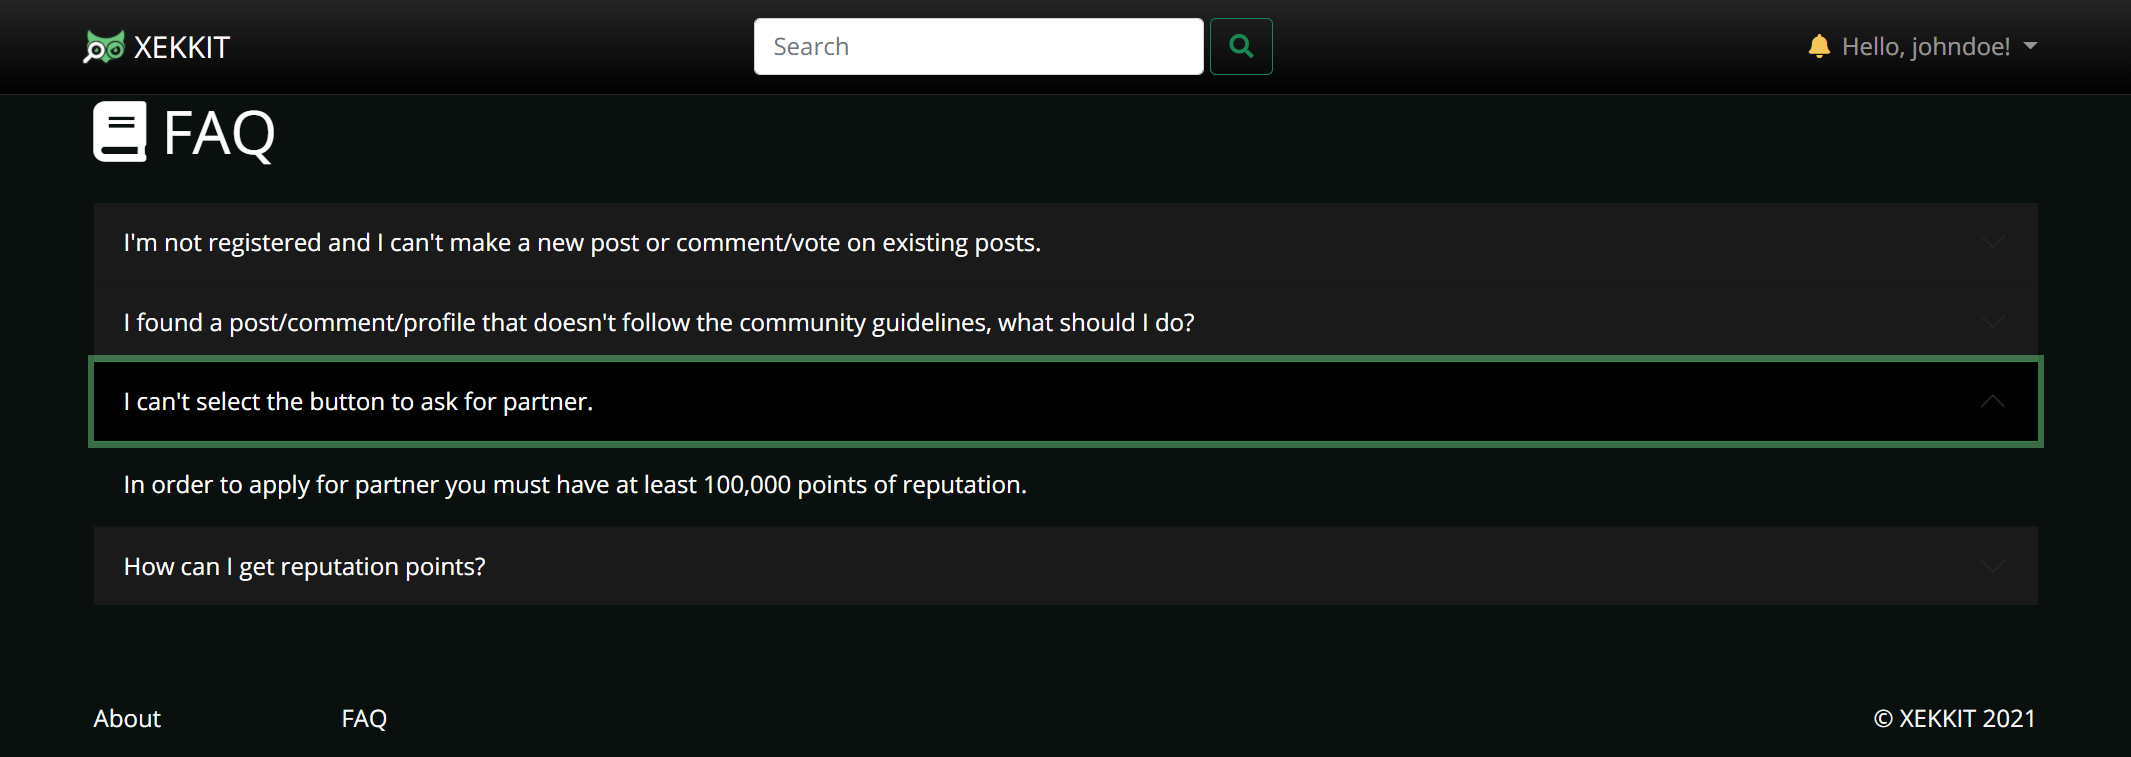 XEKKIT
Search
Hello, johndoe!
FAQ
I'm not registered and I can't make a new post or comment/vote on existing posts.
I found a post/comment/profile that doesn't follow the community guidelines, what should I do?
I can't select the button to ask for partner.
In order to apply for partner you must have at least 100,000 points of reputation.
How can I get reputation points?
About
FAQ
© XEKKIT 2021